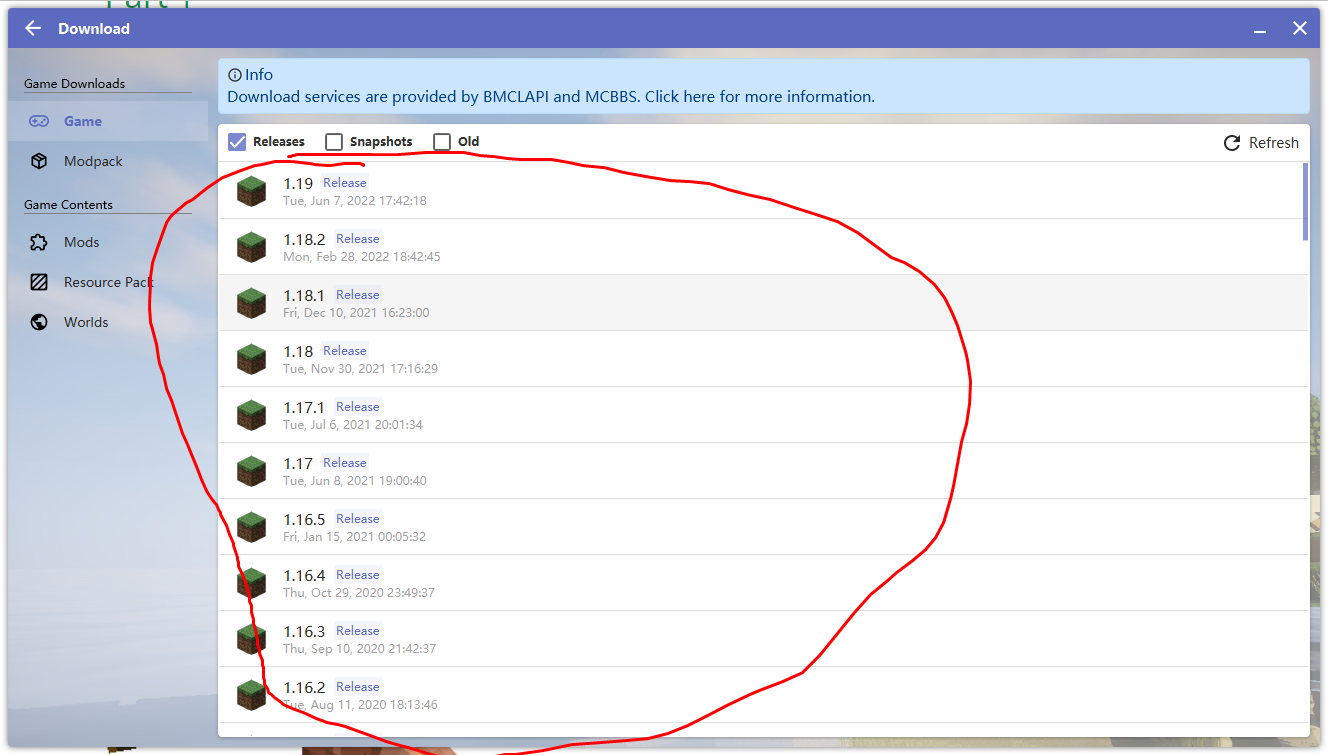 Part 1
Download
Game Downloads
Game
Modpack
Game Contents
Mods
Resource Pack
Worlds
Info
Download services are provided by BMCLAPI and MCBBS. Click here for more information.
Releases Snapshots Old Refresh
1.19 Release
Tue, Jun 7, 2022 17:42:18
1.18.2 Release
Mon, Feb 28, 2022 18:42:45
1.18.1 Release
Fri, Dec 10, 2021 16:23:00
1.18 Release
Tue, Nov 30, 2021 17:16:29
1.17.1 Release
Tue, Jul 6, 2021 20:01:34
1.17 Release
Tue, Jun 8, 2021 19:00:40
1.16.5 Release
Fri, Jan 15, 2021 00:05:32
1.16.4 Release
Thu, Oct 29, 2020 23:49:37
1.16.3 Release
Thu, Sep 10, 2020 21:42:37
1.16.2 Release
Tue, Aug 11, 2020 18:13:46